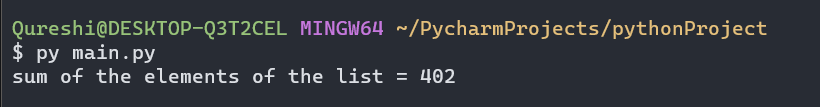 Qureshi@DESKTOP-Q3T2CEL MINGW64 ~/PycharmProjects/pythonProject
$ py main.py
sum of the elements of the list = 402